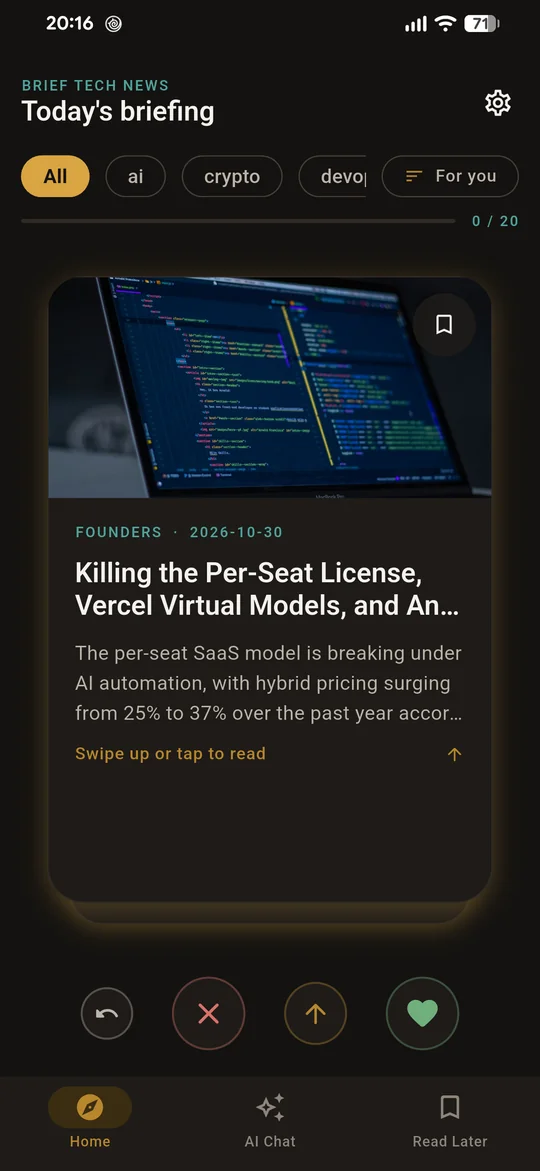 20:16
71
BRIEF TECH NEWS
Today's briefing
All
ai
crypto
devop
For you
0 / 20
FOUNDERS · 2026-10-30
Killing the Per-Seat License,
Vercel Virtual Models, and An...
The per-seat SaaS model is breaking under
AI automation, with hybrid pricing surging
from 25% to 37% over the past year accor...
Swipe up or tap to read
Home
AI Chat
Read Later